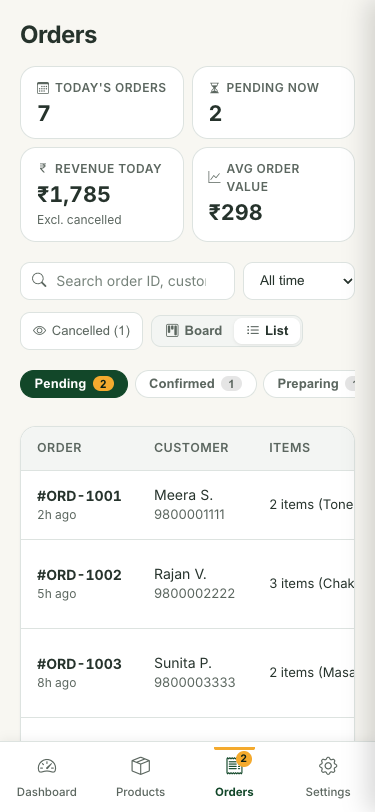 Orders
TODAY'S ORDERS
7
PENDING NOW
2
₹ REVENUE TODAY
₹1,785
Excl. cancelled
AVG ORDER
VALUE
₹298
Search order ID, custo
All time
Cancelled (1)
Board
List
Pending 2
Confirmed 1
Preparing
ORDER CUSTOMER ITEMS
#ORD-1001 Meera S. 2 items (Tone
2h ago 9800001111
#ORD-1002 Rajan V. 3 items (Chak
5h ago 9800002222
#ORD-1003 Sunita P. 2 items (Masa
8h ago 9800003333
2
Dashboard Products Orders Settings